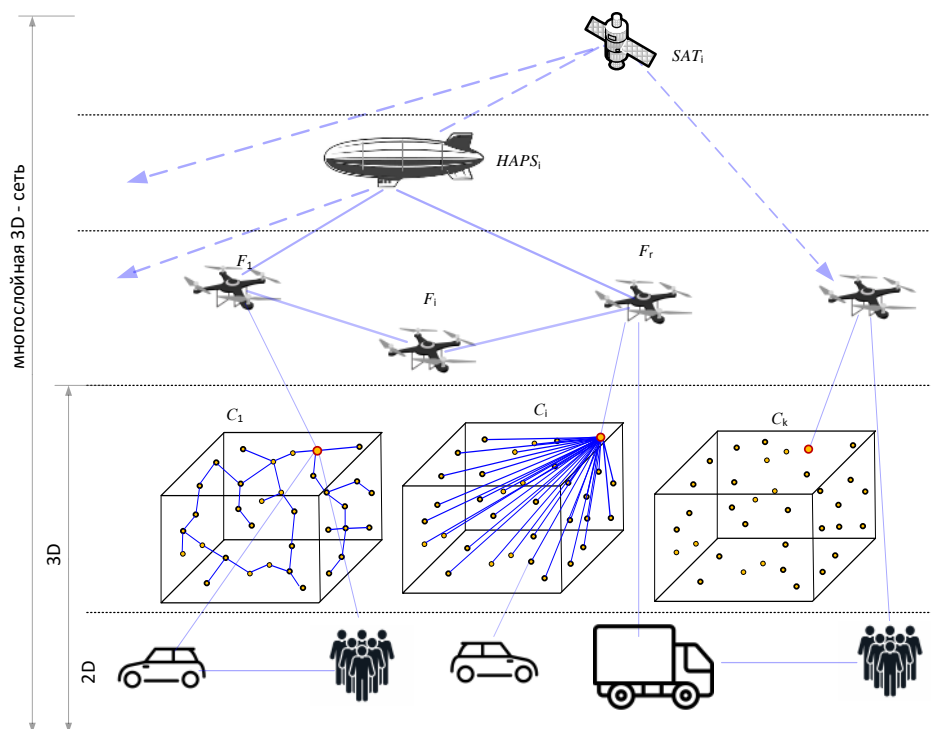 SATi
HAPSi
F1
Fr
Fi
многослойная 3D - сеть
C1
Ci
Ck
3D
2D